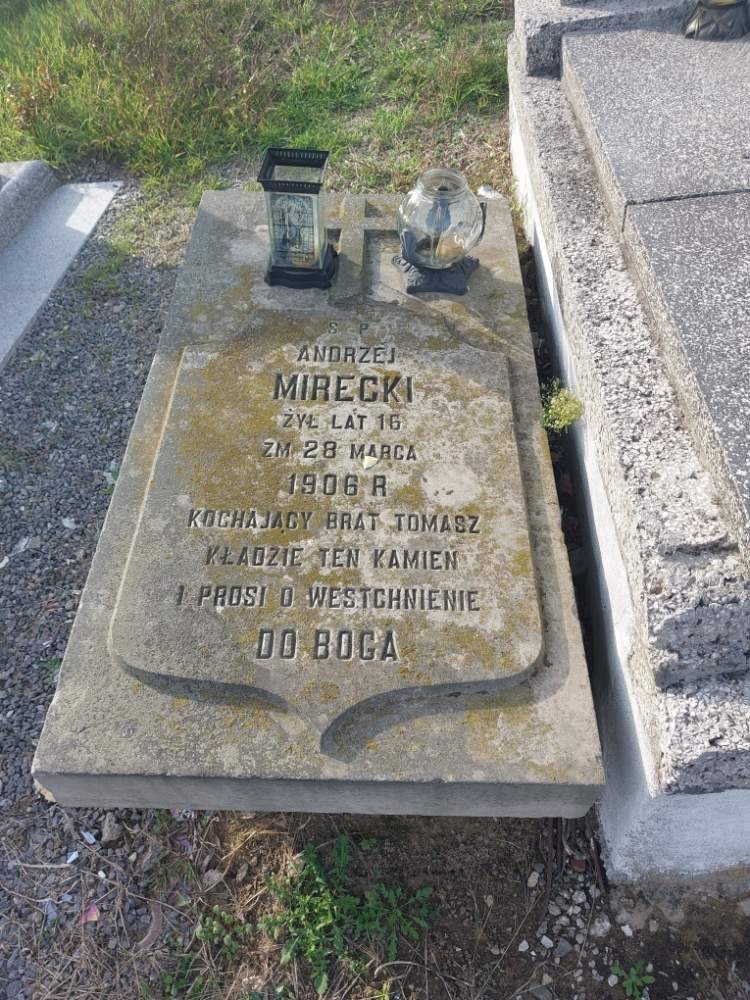 S P
ANDRZEJ
MIRECKI
ŻYŁ LAT 16
ZM 28 MARCA
1906 R
KOCHAJĄCY BRAT TOMASZ
KŁADZIE TEN KAMIEN
I PROSI O WESTCHNIENIE
DO BOGA